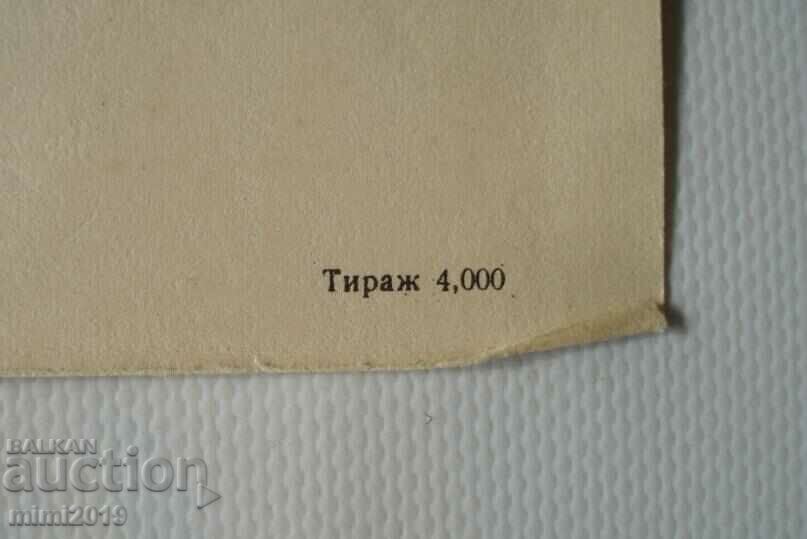 Тираж 4,000
BALKAN
auction
mimi2019